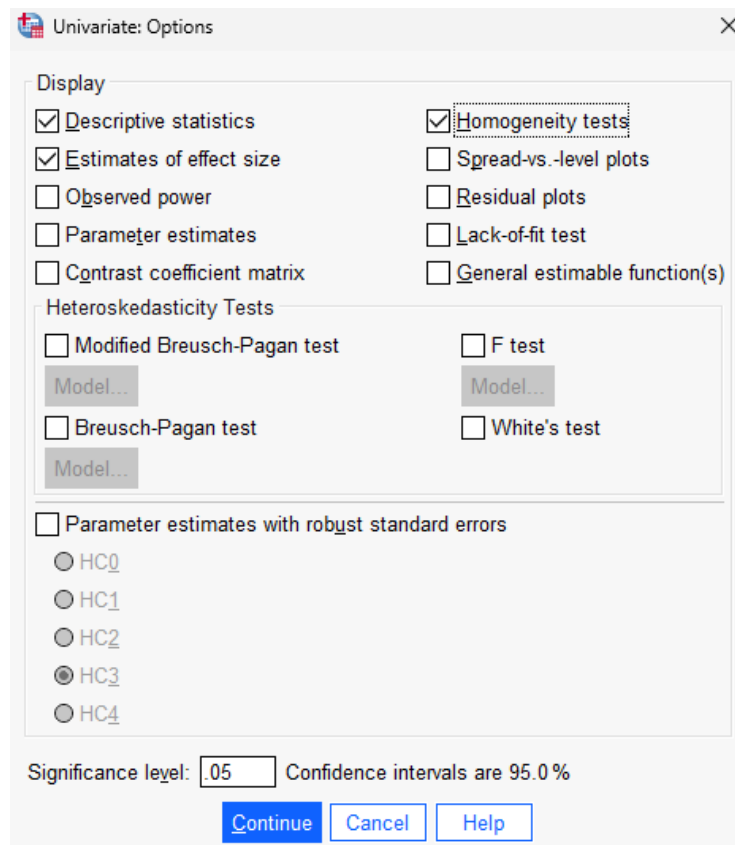 Univariate: Options
Display
Descriptive statistics
Homogeneity tests
Estimates of effect size
Spread-vs.-level plots
Observed power
Residual plots
Parameter estimates
Lack-of-fit test
Contrast coefficient matrix
General estimable function(s)
Heteroskedasticity Tests
Modified Breusch-Pagan test
F test
Model...
Model...
Breusch-Pagan test
White's test
Model...
Parameter estimates with robust standard errors
HC0
HC1
HC2
HC3
HC4
Significance level: .05 Confidence intervals are 95.0 %
Continue Cancel Help